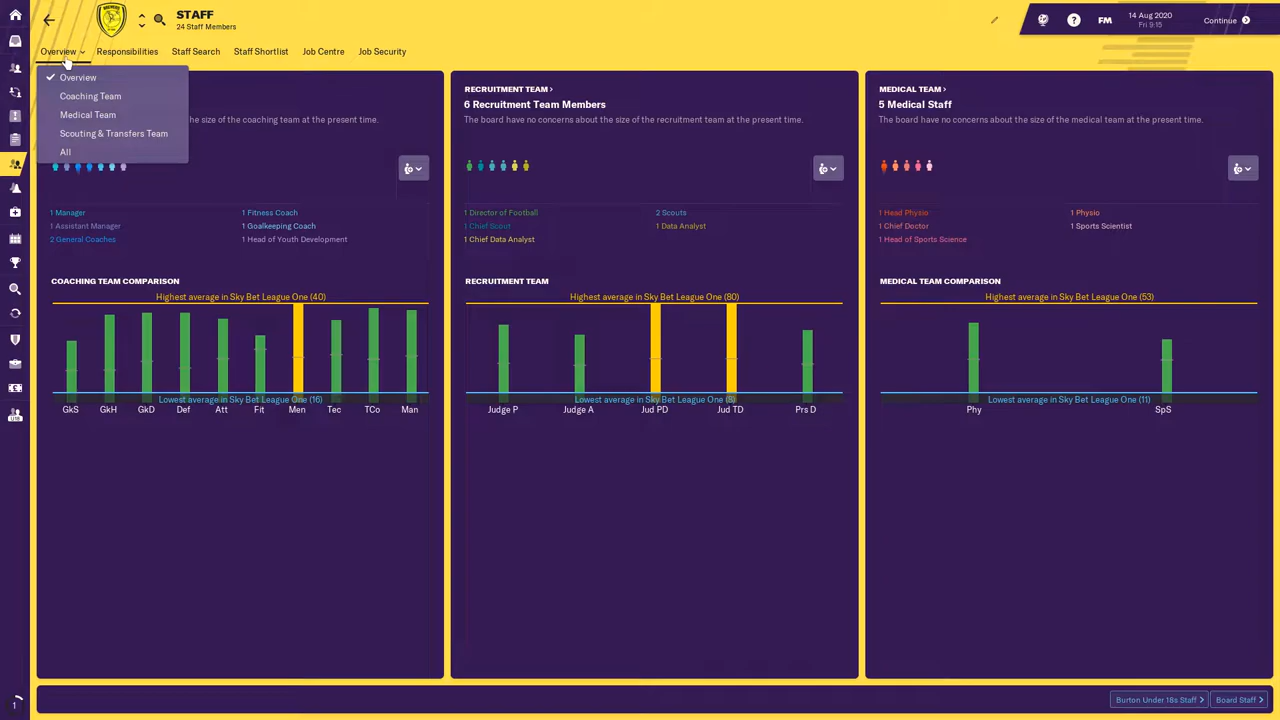 STAFF
24 Staff Members
FM
14 Aug 2020
Fri 9:15
Continue
Overview
Responsibilities
Staff Search
Staff Shortlist
Job Centre
Job Security
Overview
Coaching Team
Medical Team
Scouting & Transfers Team
All
the size of the coaching team at the present time.
1 Manager
1 Assistant Manager
2 General Coaches
1 Fitness Coach
1 Goalkeeping Coach
1 Head of Youth Development
COACHING TEAM COMPARISON
Highest average in Sky Bet League One (40)
Lowest average in Sky Bet League One (16)
GkS GkH GkD Def Att Fit Men Tec TCo Man
RECRUITMENT TEAM >
6 Recruitment Team Members
The board have no concerns about the size of the recruitment team at the present time.
1 Director of Football
1 Chief Scout
1 Chief Data Analyst
2 Scouts
1 Data Analyst
RECRUITMENT TEAM
Highest average in Sky Bet League One (80)
Lowest average in Sky Bet League One (8)
Judge P Judge A Jud PD Jud TD Prs D
MEDICAL TEAM >
5 Medical Staff
The board have no concerns about the size of the medical team at the present time.
1 Head Physio
1 Chief Doctor
1 Head of Sports Science
1 Physio
1 Sports Scientist
MEDICAL TEAM COMPARISON
Highest average in Sky Bet League One (53)
Lowest average in Sky Bet League One (11)
Phy SpS
1
Burton Under 18s Staff >
Board Staff >